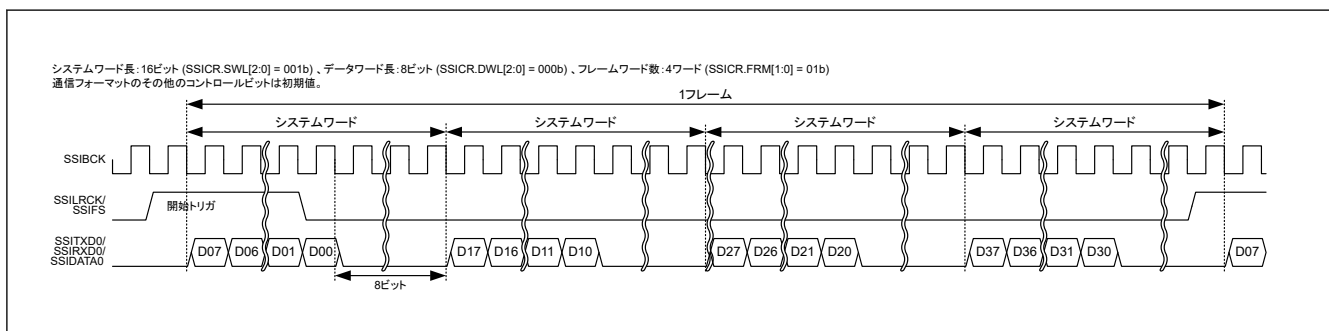 システムワード長：16ビット (SSICR.SWL[2:0] = 001b) 、データワード長：8ビット (SSICR.DWL[2:0] = 000b) 、フレームワード数：4ワード (SSICR.FRM[1:0] = 01b)
通信フォーマットのその他のコントロールビットは初期値。
1フレーム
システムワード システムワード システムワード システムワード
SSIBCK
SSILRCK/
SSIFS
開始トリガ
SSITXD0/
SSIRXD0/
SSIDATA0
D07 D06 D01 D00 D17 D16 D11 D10 D27 D26 D21 D20 D37 D36 D31 D30 D07
8ビット